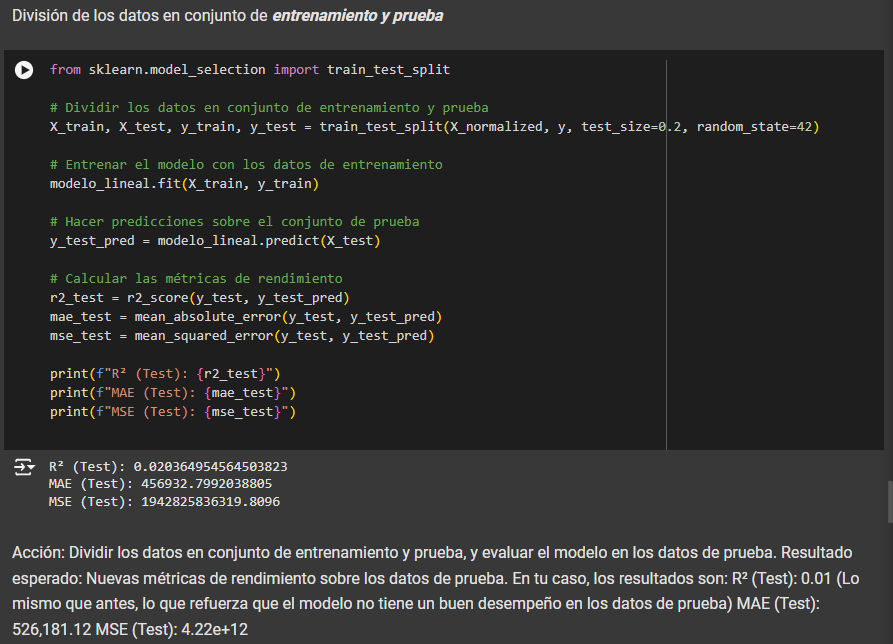 División de los datos en conjunto de entrenamiento y prueba
from sklearn.model_selection import train_test_split
# Dividir los datos en conjunto de entrenamiento y prueba
X_train, X_test, y_train, y_test = train_test_split(X_normalized, y, test_size=0.2, random_state=42)
# Entrenar el modelo con los datos de entrenamiento
modelo_lineal.fit(X_train, y_train)
# Hacer predicciones sobre el conjunto de prueba
y_test_pred = modelo_lineal.predict(X_test)
# Calcular las métricas de rendimiento
r2_test = r2_score(y_test, y_test_pred)
mae_test = mean_absolute_error(y_test, y_test_pred)
mse_test = mean_squared_error(y_test, y_test_pred)
print(f"R² (Test): {r2_test}")
print(f"MAE (Test): {mae_test}")
print(f"MSE (Test): {mse_test}")
R² (Test): 0.020364954564503823
MAE (Test): 456932.7992038805
MSE (Test): 1942825836319.8096
Acción: Dividir los datos en conjunto de entrenamiento y prueba, y evaluar el modelo en los datos de prueba. Resultado
esperado: Nuevas métricas de rendimiento sobre los datos de prueba. En tu caso, los resultados son: R² (Test): 0.01 (Lo
mismo que antes, lo que refuerza que el modelo no tiene un buen desempeño en los datos de prueba) MAE (Test):
526,181.12 MSE (Test): 4.22e+12